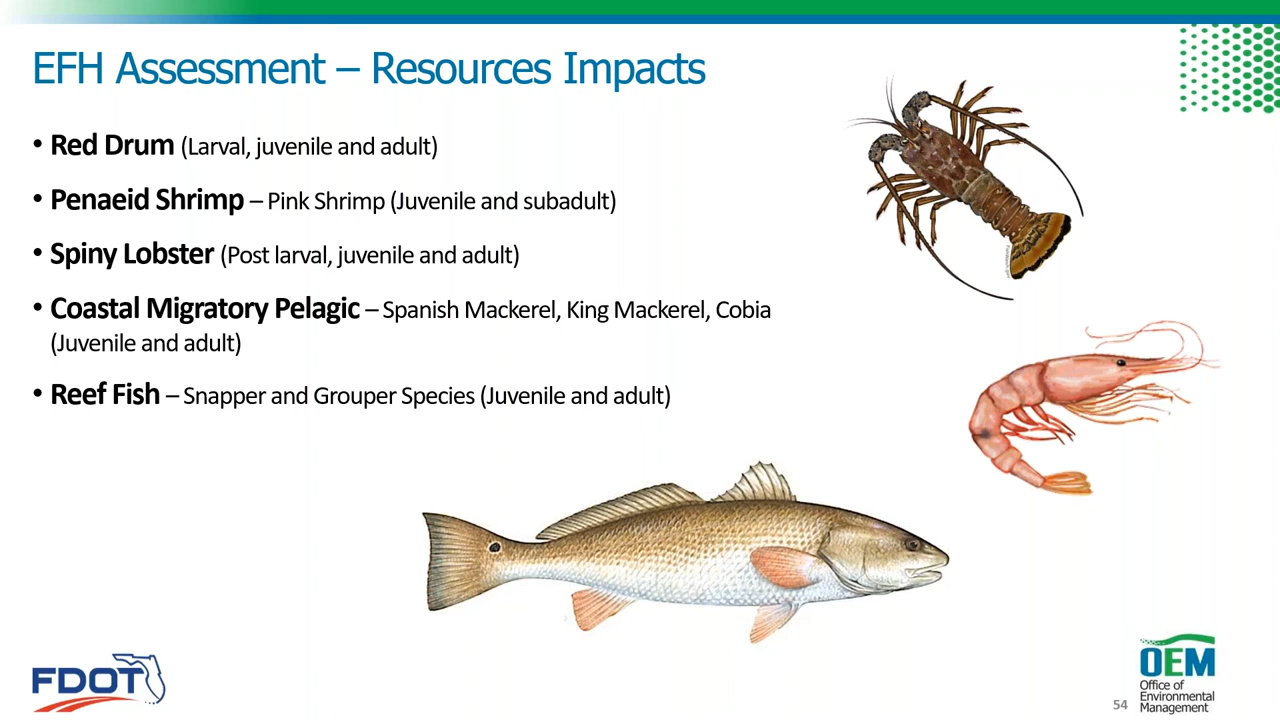 EFH Assessment – Resources Impacts
• Red Drum (Larval, juvenile and adult)
• Penaeid Shrimp – Pink Shrimp (Juvenile and subadult)
• Spiny Lobster (Post larval, juvenile and adult)
• Coastal Migratory Pelagic – Spanish Mackerel, King Mackerel, Cobia
(Juvenile and adult)
• Reef Fish – Snapper and Grouper Species (Juvenile and adult)
FDOT
54
OEM
Office of
Environmental
Management